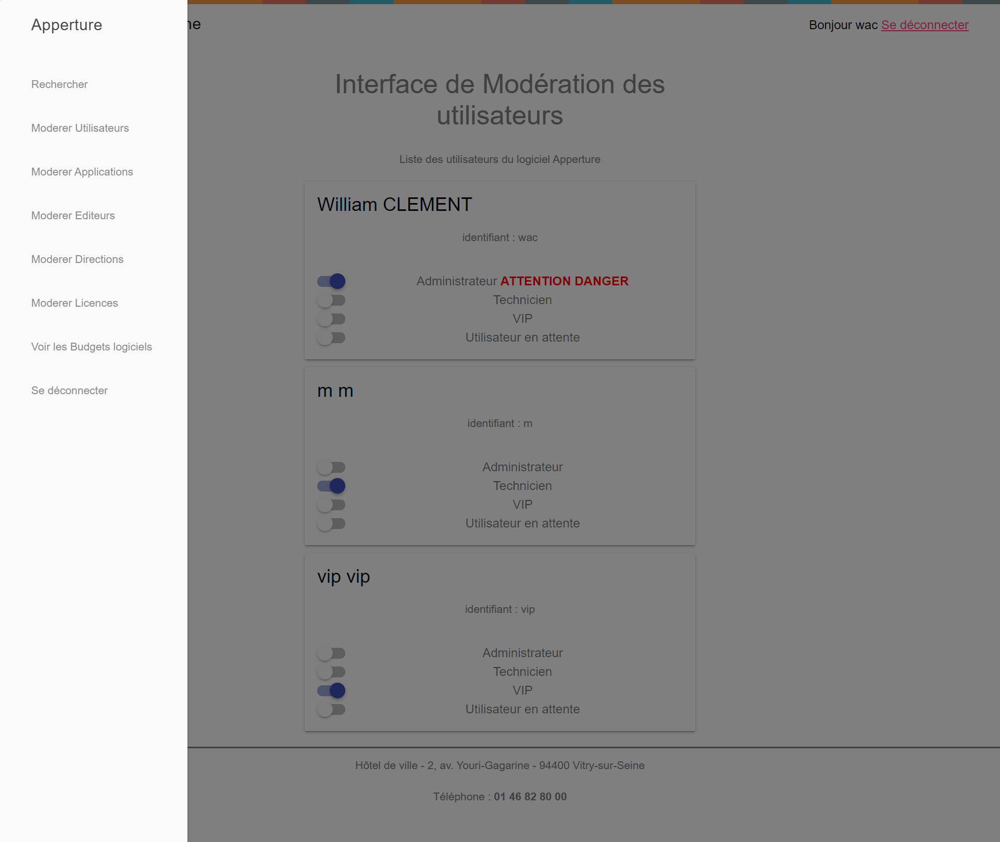 Apperture
Rechercher
Moderer Utilisateurs
Moderer Applications
Moderer Editeurs
Moderer Directions
Moderer Licences
Voir les Budgets logiciels
Se déconnecter
Bonjour wac Se déconnecter
Interface de Modération des
utilisateurs
Liste des utilisateurs du logiciel Apperture
William CLEMENT
identifiant : wac
Administrateur ATTENTION DANGER
Technicien
VIP
Utilisateur en attente
m m
identifiant : m
Administrateur
Technicien
VIP
Utilisateur en attente
vip vip
identifiant : vip
Administrateur
Technicien
VIP
Utilisateur en attente
Hôtel de ville - 2, av. Youri-Gagarine - 94400 Vitry-sur-Seine
Téléphone : 01 46 82 80 00